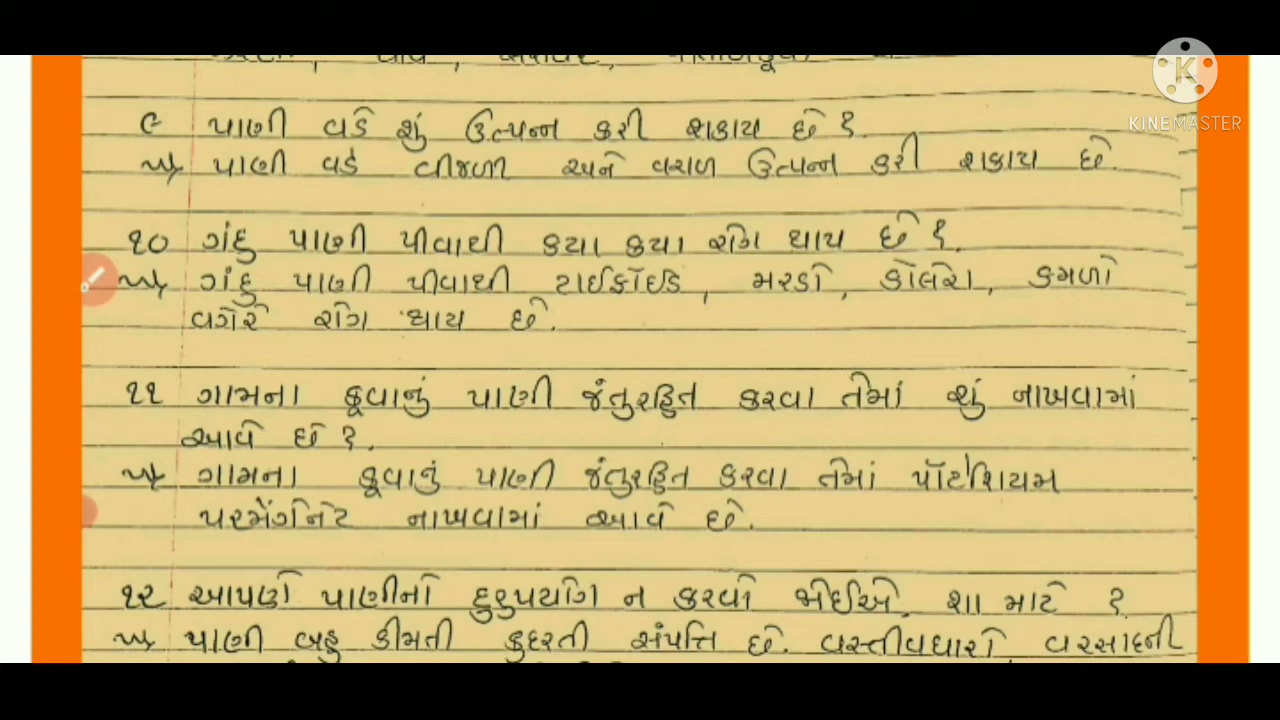 KINEMASTER
૯ પાણી વડે શું ઉત્પન્ન કરી શકાય છે ?
જ. પાણી વડે વીજળી અને વરાળ ઉત્પન્ન કરી શકાય છે.
૧૦ ગંદુ પાણી પીવાથી કયા કયા રોગ થાય છે ?
જ. ગંદુ પાણી પીવાથી ટાઈફૉઈડ, મરડો, કૉલેરા, કમળો
વગેરે રોગ થાય છે.
૧૧ ગામના કૂવાનું પાણી જંતુરહિત કરવા તેમાં શું નાખવામાં
આવે છે ?
જ. ગામના કૂવાનું પાણી જંતુરહિત કરવા તેમાં પૉટેશિયમ
પરમેંગેનેટ નાખવામાં આવે છે.
૧૨ આપણે પાણીનો દુરુપયોગ ન કરવો જોઈએ. શા માટે ?
જ. પાણી બહુ કીમતી કુદરતી સંપત્તિ છે. વસ્તીવધારો વરસાદની